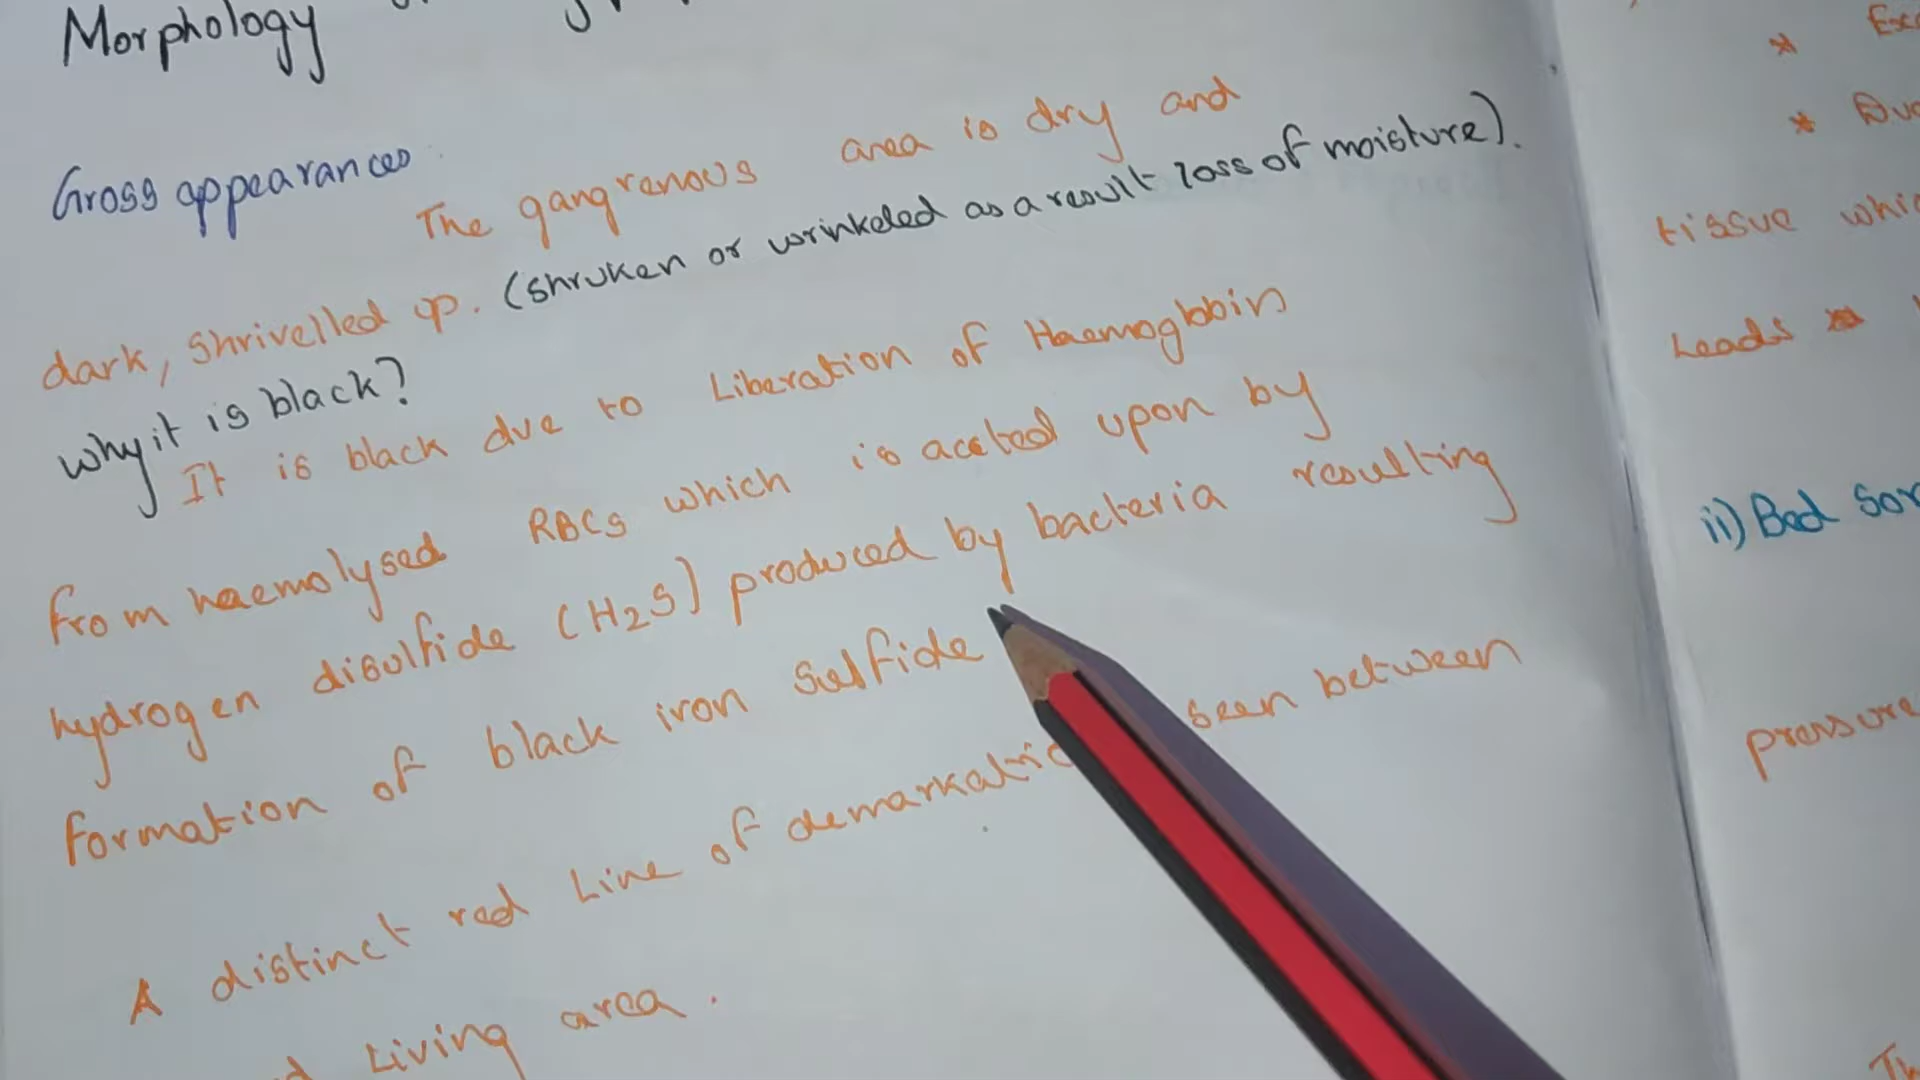 Morphology
Gross appearances
The gangrenous area is dry and
dark, shrivelled up. (shruken or wrinkeled as a result loss of moisture).
why it is black?
It is black due to Liberation of Haemoglobin
from haemolysed RBCs which is aceted upon by
hydrogen disulfide (H2S) produced by bacteria resulting
formation of black iron sulfide
A distinct red Line of demarkatio seen between
Living area.
*
*
tissue
Leads
ii) Bed
pressure